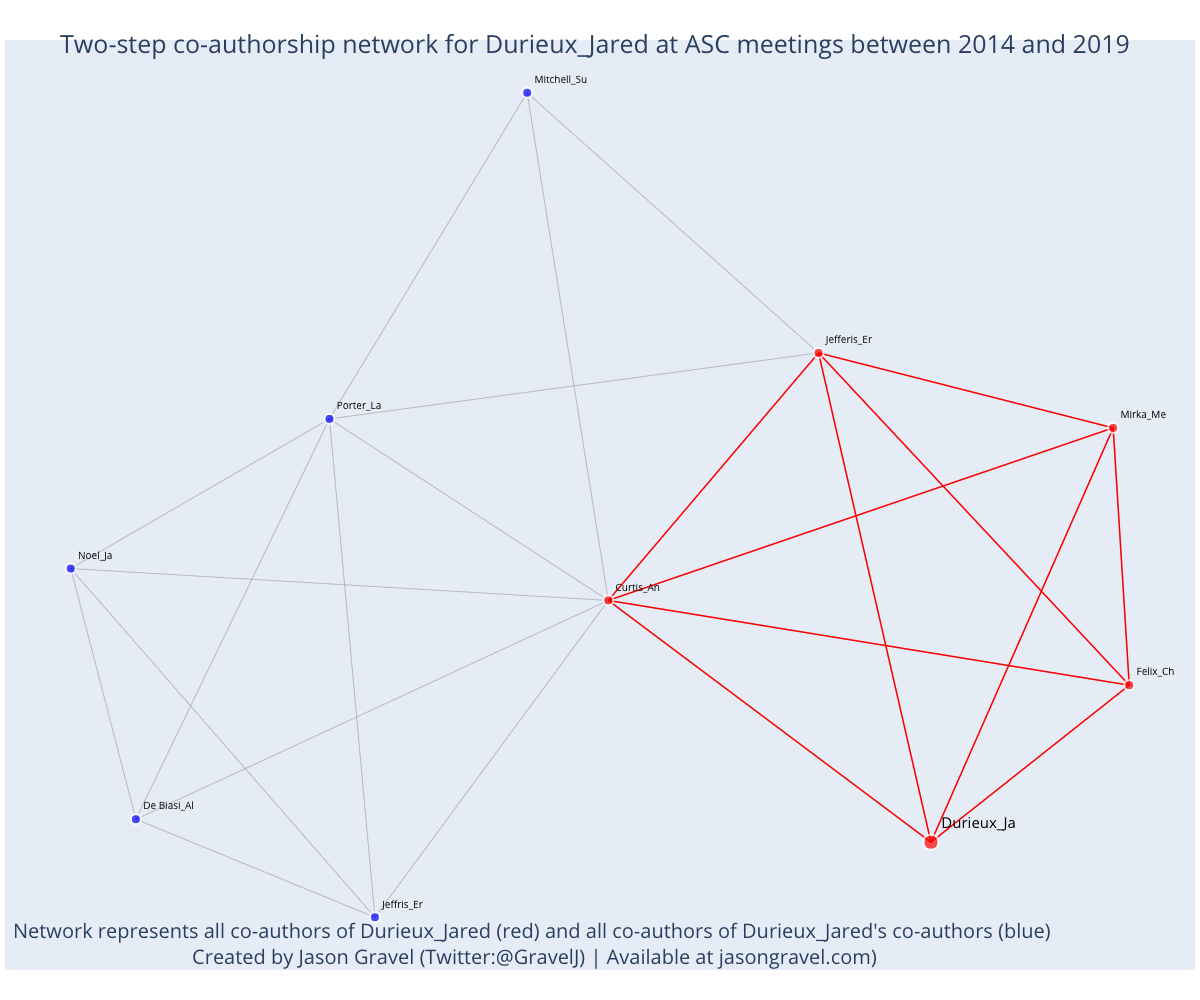 Two-step co-authorship network for Durieux_Jared at ASC meetings between 2014 and 2019
Mitchell_Su
Jefferis_Er
Porter_La
Mirka_Me
Noel_Ja
Curtis_An
Felix_Ch
De Biasi_Al
Durieux_Ja
Jeffris_Er
Network represents all co-authors of Durieux_Jared (red) and all co-authors of Durieux_Jared's co-authors (blue)
Created by Jason Gravel (Twitter:@GravelJ) | Available at jasongravel.com)